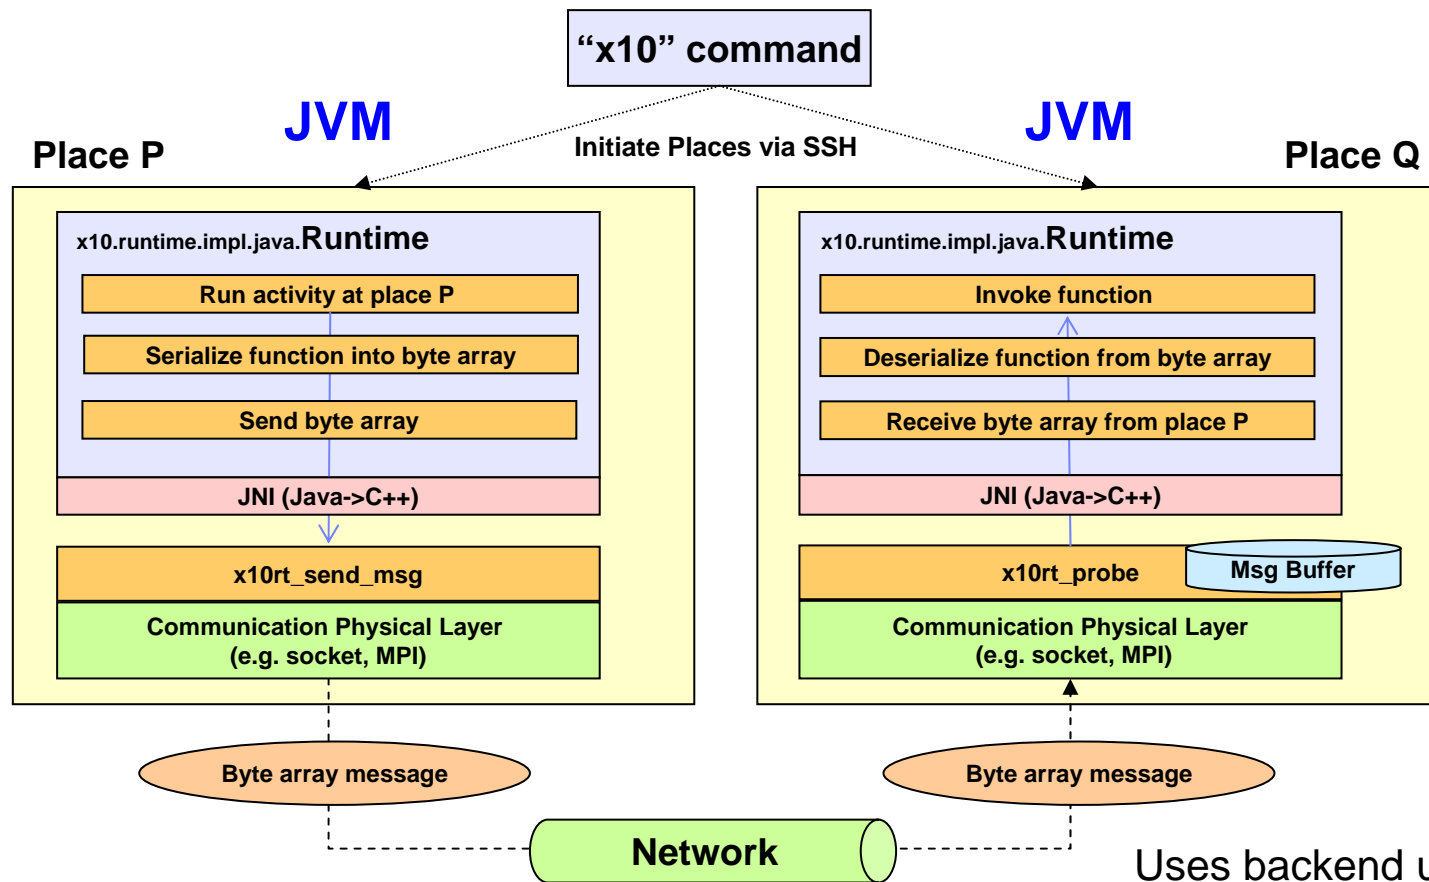 “x10” command
JVM
JVM
Initiate Places via SSH
Place P
Place Q
x10.runtime.impl.java.Runtime
Run activity at place P
Serialize function into byte array
Send byte array
JNI (Java->C++)
x10rt_send_msg
Communication Physical Layer
(e.g. socket, MPI)
x10.runtime.impl.java.Runtime
Invoke function
Deserialize function from byte array
Receive byte array from place P
JNI (Java->C++)
x10rt_probe
Msg Buffer
Communication Physical Layer
(e.g. socket, MPI)
Byte array message
Byte array message
Network
Uses backend